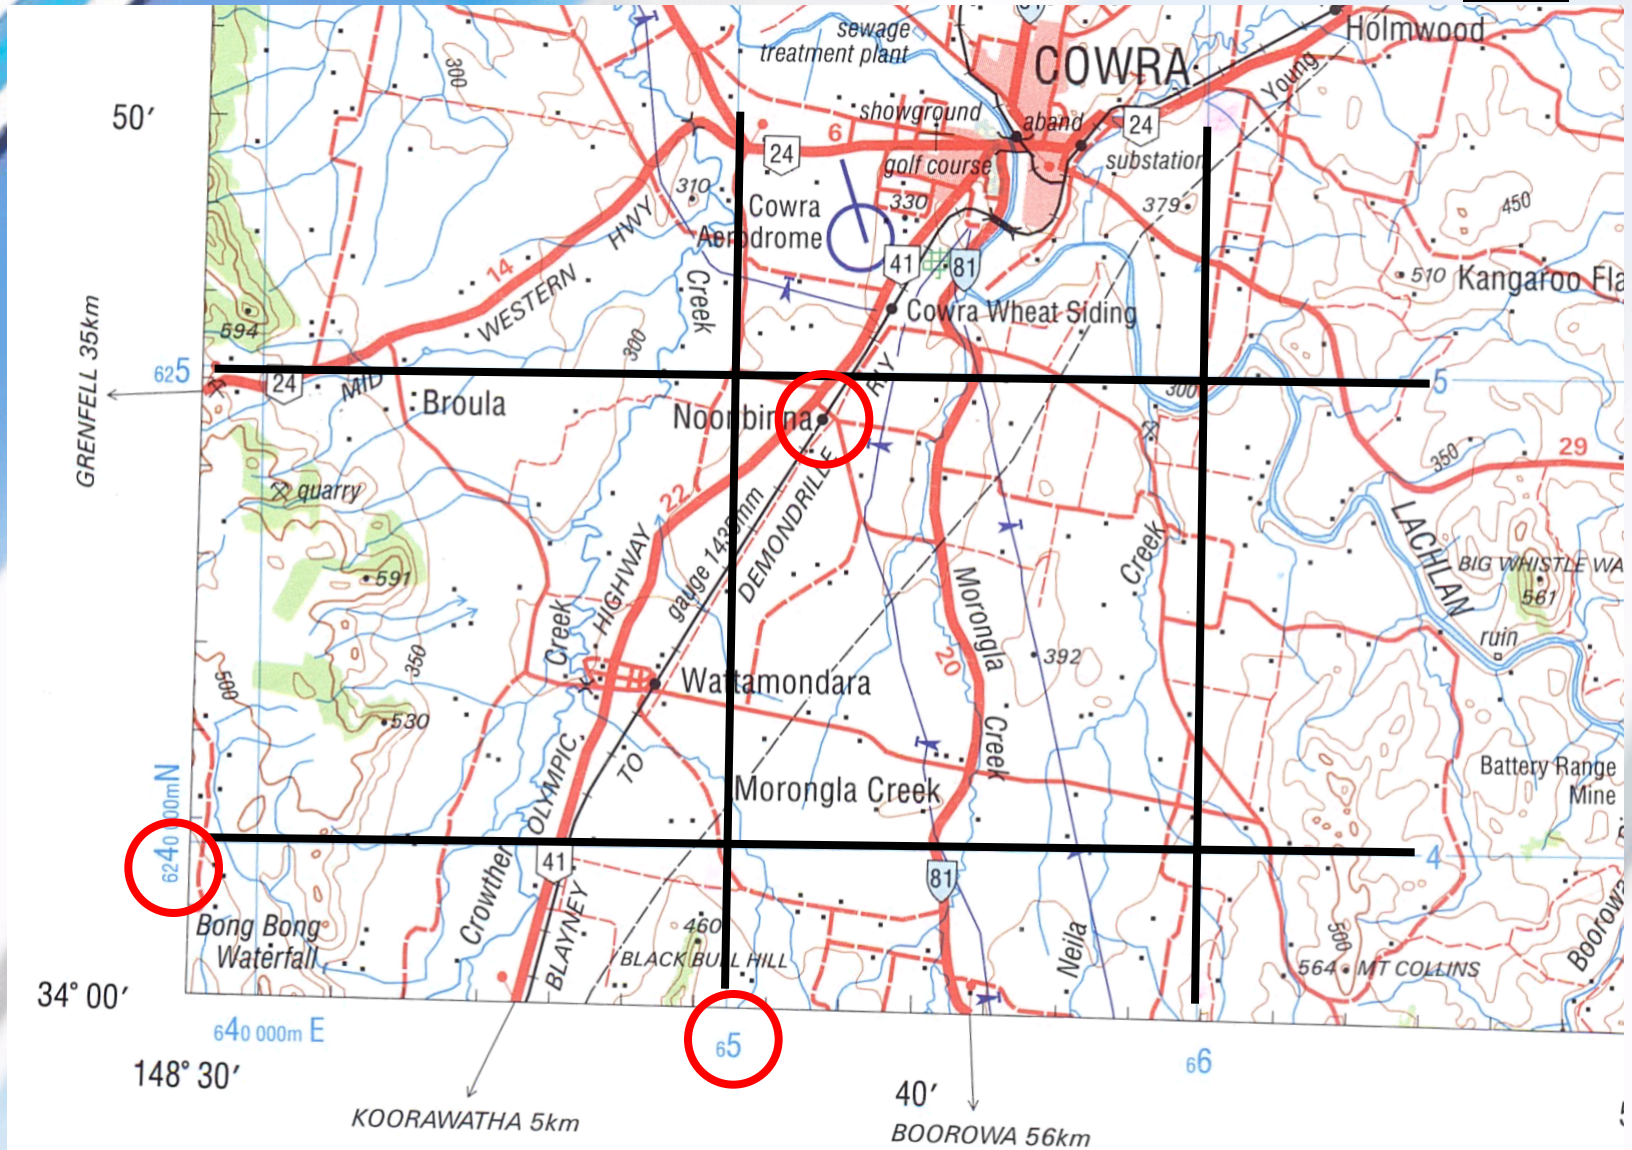 Holmwood
sewage
treatment plant
COWRA
300
50′
Young
showground
aband
6
24
24
golf course
substation
310
330
379
450
HWY
Cowra
Aerodrome
14
41
81
510
Kangaroo Fla
WESTERN
Creek
594
Cowra Wheat Siding
300
GRENFELL 35km
625
24
MID
RLY
300
5
Broula
Noonbinna
350
29
quarry
22
gauge 1435mm
DEMONDRILLE
LACHLAN
HIGHWAY
Creek
BIG WHISTLE WA
591
Morongla
561
Creek
ruin
350
392
20
500
Wattamondara
530
Creek
OLYMPIC
TO
Battery Range
Mine
Morongla Creek
6240 000mN
4
41
81
Crowther
Bong Bong
Waterfall
460
BLAYNEY
BLACK BULL HILL
Neila
500
564
MT COLLINS
Boorowa
34° 00′
640 000m E
65
66
148° 30′
40′
KOORAWATHA 5km
BOOROWA 56km